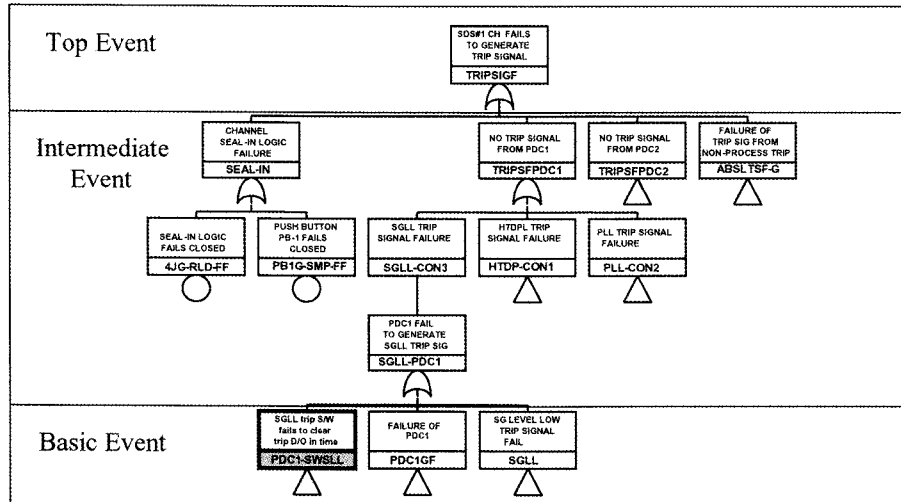 Top Event
SDS#1 CH FAILS
TO GENERATE
TRIP SIGNAL
TRIPSIGF
Intermediate
Event
CHANNEL
SEAL-IN LOGIC
FAILURE
SEAL-IN
NO TRIP SIGNAL
FROM PDC1
TRIPSFPDC1
NO TRIP SIGNAL
FROM PDC2
TRIPSFPDC2
FAILURE OF
TRIP SIG FROM
NON-PROCESS TRIP
ABSLTSF-G
SEAL-IN LOGIC
FAILS CLOSED
4JG-RLD-FF
PUSH BUTTON
PB-1 FAILS
CLOSED
PB1G-SMP-FF
SGLL TRIP
SIGNAL FAILURE
SGLL-CON3
HTDPL TRIP
SIGNAL FAILURE
HTDP-CON1
PLL TRIP SIGNAL
FAILURE
PLL-CON2
PDC1 FAIL
TO GENERATE
SGLL TRIP SIG
SGLL-PDC1
Basic Event
SGLL trip S/W
fails to clear
trip D/O in time
PDC1-SWSLL
FAILURE OF
PDC1
PDC1GF
SG LEVEL LOW
TRIP SIGNAL
FAIL
SGLL